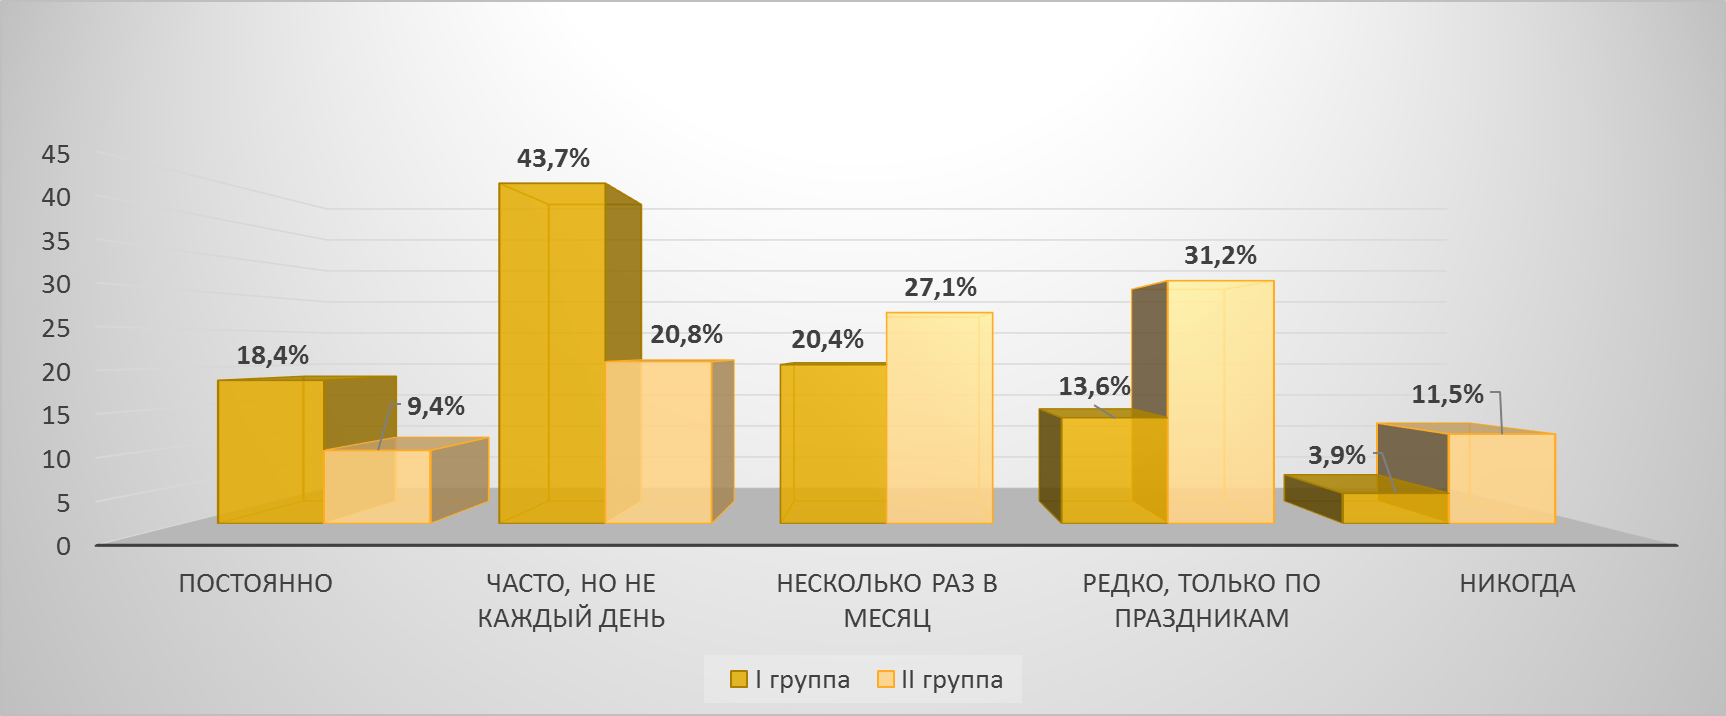 45
40
35
30
25
20
15
10
5
0
18,4%
9,4%
43,7%
20,8%
20,4%
27,1%
13,6%
31,2%
3,9%
11,5%
ПОСТОЯННО
ЧАСТО, НО НЕ
КАЖДЫЙ ДЕНЬ
НЕСКОЛЬКО РАЗ В
МЕСЯЦ
РЕДКО, ТОЛЬКО ПО
ПРАЗДНИКАМ
НИКОГДА
I группа
II группа